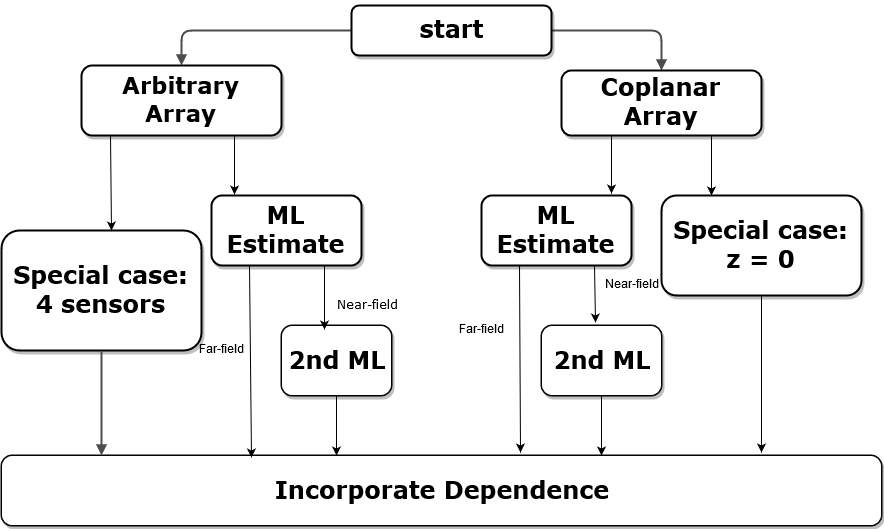 start
Arbitrary
Array
Coplanar
Array
ML
Estimate
ML
Estimate
Special case:
z = 0
Special case:
4 sensors
Near-field
Near-field
Far-field
Far-field
2nd ML
2nd ML
Incorporate Dependence